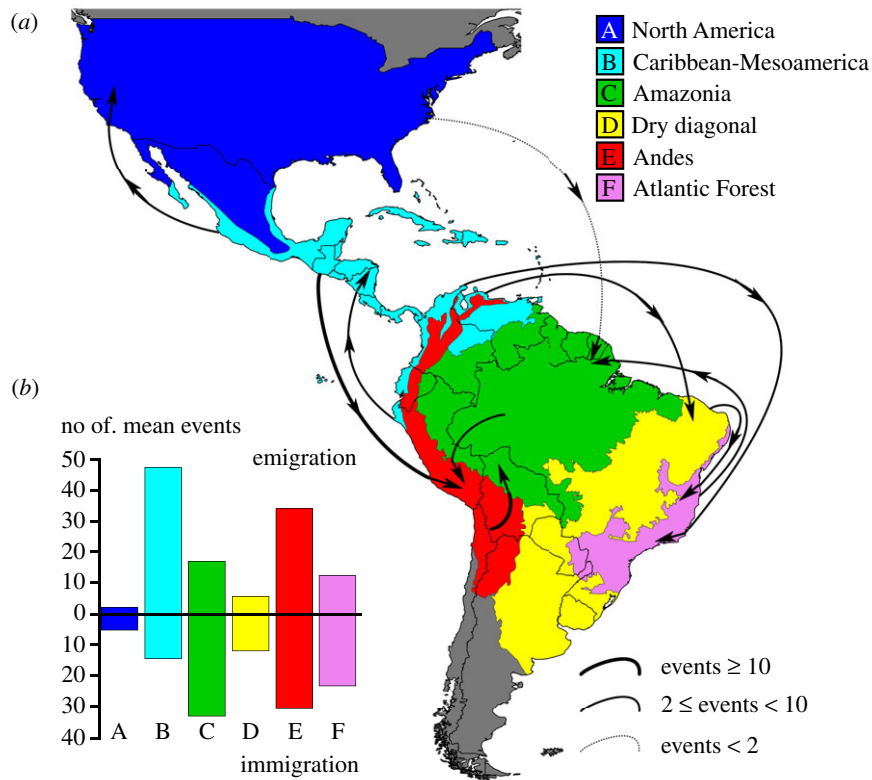 (a)
A North America
B Caribbean-Mesoamerica
C Amazonia
D Dry diagonal
E Andes
F Atlantic Forest
(b)
no of. mean events
emigration
50
40
30
20
10
0
10
20
30
40
A B C D E F
immigration
events ≥ 10
2 ≤ events < 10
events < 2